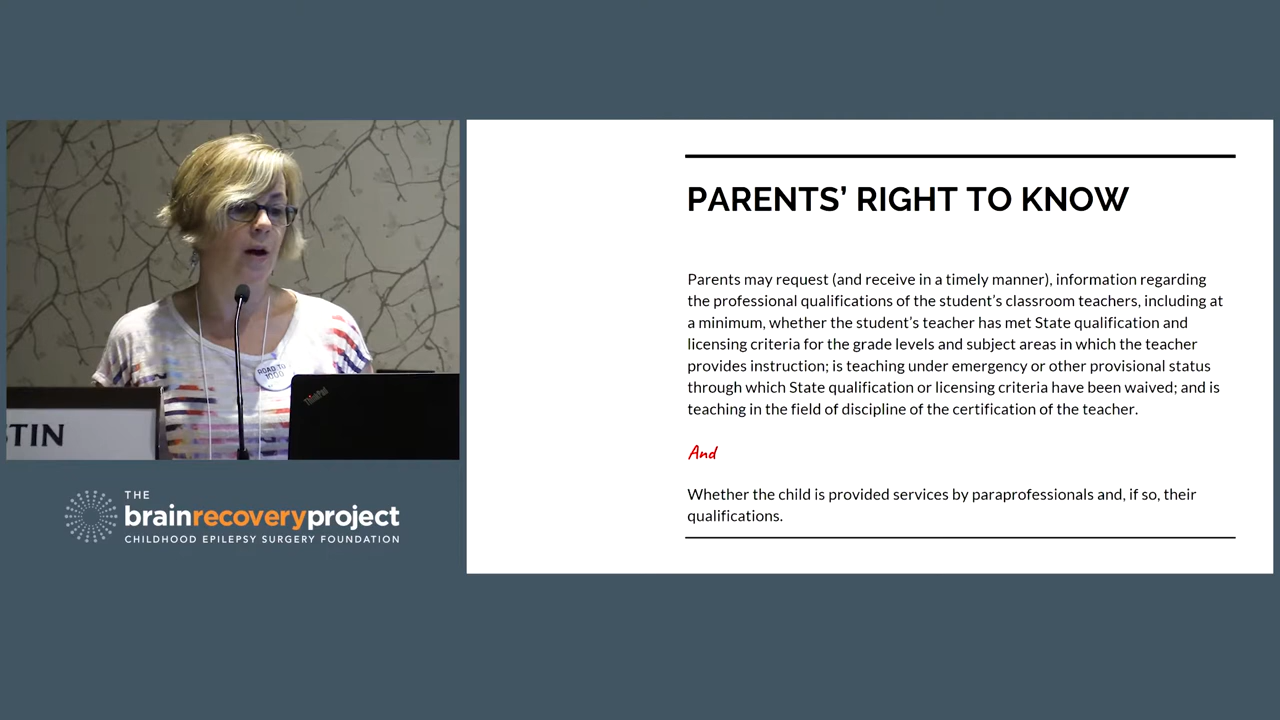 PARENTS’ RIGHT TO KNOW
Parents may request (and receive in a timely manner), information regarding
the professional qualifications of the student’s classroom teachers, including at
a minimum, whether the student’s teacher has met State qualification and
licensing criteria for the grade levels and subject areas in which the teacher
provides instruction; is teaching under emergency or other provisional status
through which State qualification or licensing criteria have been waived; and is
teaching in the field of discipline of the certification of the teacher.
And
Whether the child is provided services by paraprofessionals and, if so, their
qualifications.
ROAD TO
1000
ThinkPad
STIN
THE
brainrecoveryproject
CHILDHOOD EPILEPSY SURGERY FOUNDATION